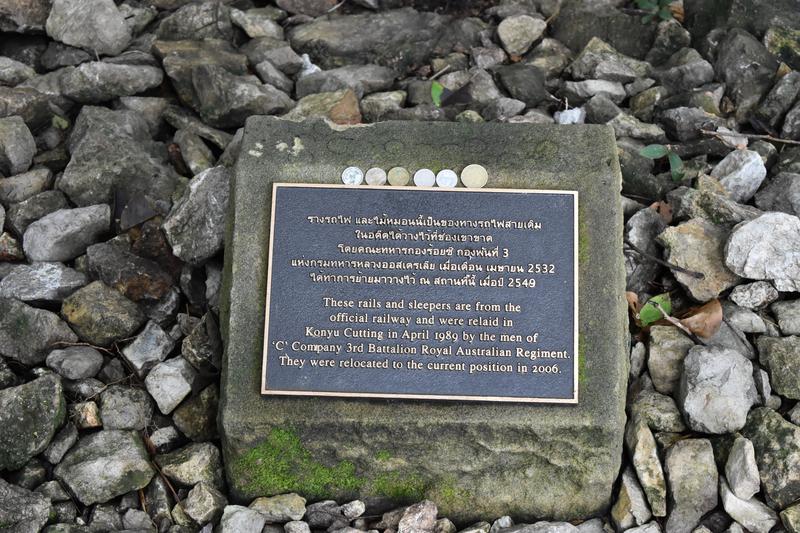 รางรถไฟ และไม้หมอนนี้เป็นของทางรถไฟสายเดิม
ในอดีตได้วางไว้ที่ช่องเขาขาด
โดยคณะทหารกองร้อยซี กองพันที่ 3
แห่งกรมทหารหลวงออสเตรเลีย เมื่อเดือน เมษายน 2532
ได้ทำการย้ายมาวางไว้ ณ สถานที่นี้ เมื่อปี 2549
These rails and sleepers are from the
official railway and were relaid in
Konyu Cutting in April 1989 by the men of
'C' Company 3rd Battalion Royal Australian Regiment.
They were relocated to the current position in 2006.